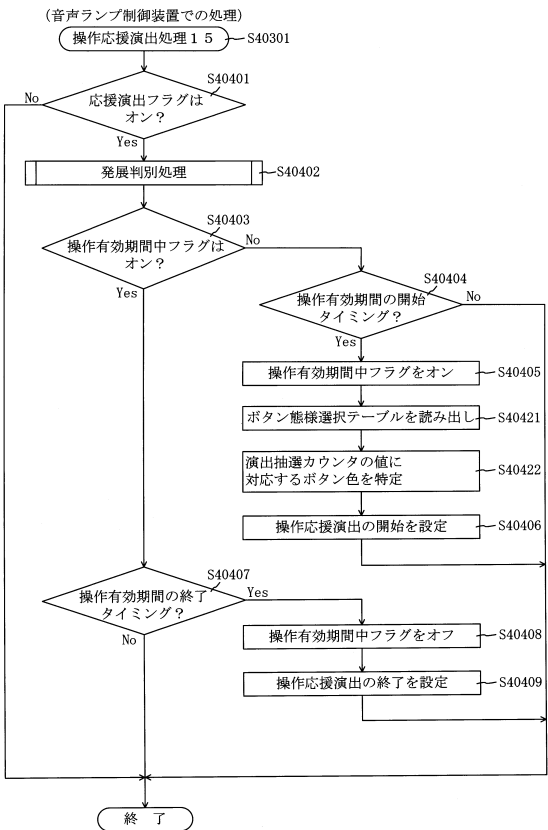 (音声ランプ制御装置での処理)
操作応援演出処理15
S40301
S40401
応援演出フラグは
オン?
No
Yes
発展判別処理
S40402
S40403
操作有効期間中フラグは
オン?
No
Yes
S40404
操作有効期間の開始
タイミング?
No
Yes
操作有効期間中フラグをオン
S40405
ボタン態様選択テーブルを読み出し
S40421
演出抽選カウンタの値に
対応するボタン色を特定
S40422
操作応援演出の開始を設定
S40406
S40407
操作有効期間の終了
タイミング?
Yes
No
操作有効期間中フラグをオフ
S40408
操作応援演出の終了を設定
S40409
終 了